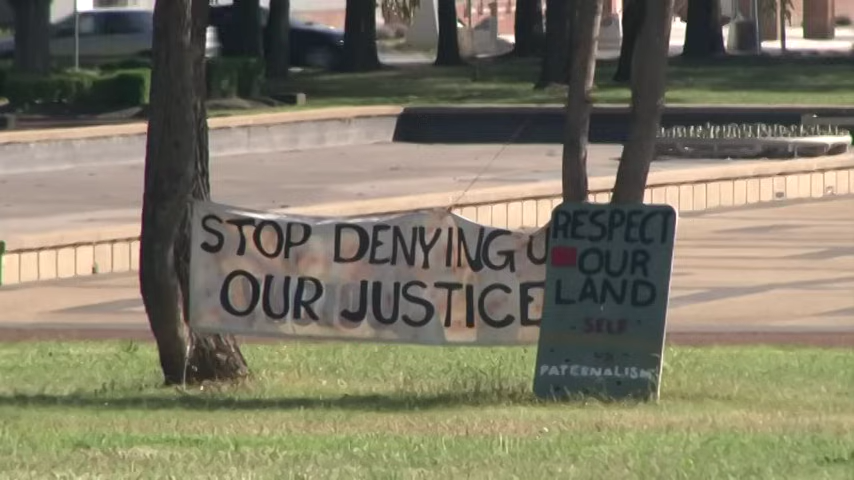 STOP DENYING U
OUR JUSTICE
RESPECT
OUR
LAND
SELF
PATERNALISM